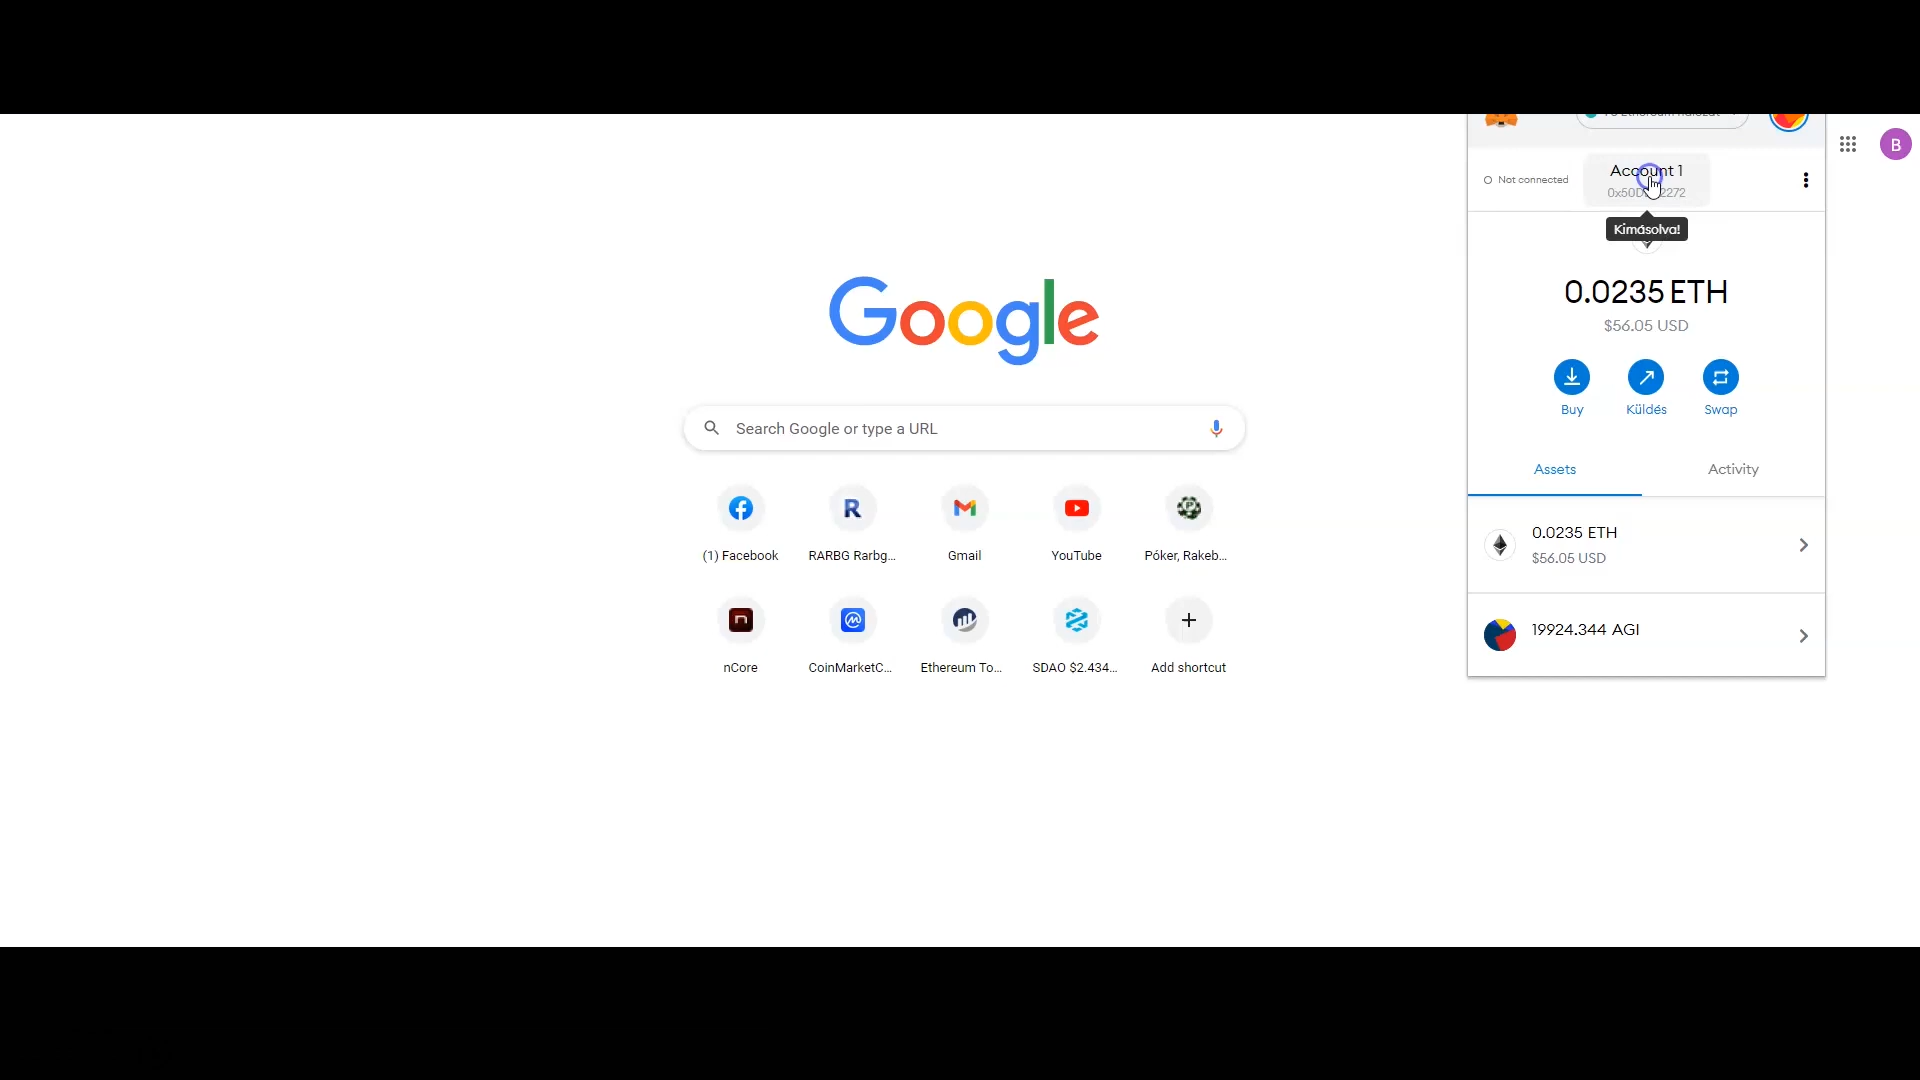 Not connected
Account 1
Kimásolva!
0.0235 ETH
$56.05 USD
Buy
Küldés
Swap
Assets
Activity
0.0235 ETH
$56.05 USD
19924.344 AGI
B
Google
Search Google or type a URL
(1) Facebook
RARBG Rarbg...
Gmail
YouTube
Póker, Rakeb...
nCore
CoinMarketC...
Ethereum To...
SDAO $2.434...
Add shortcut